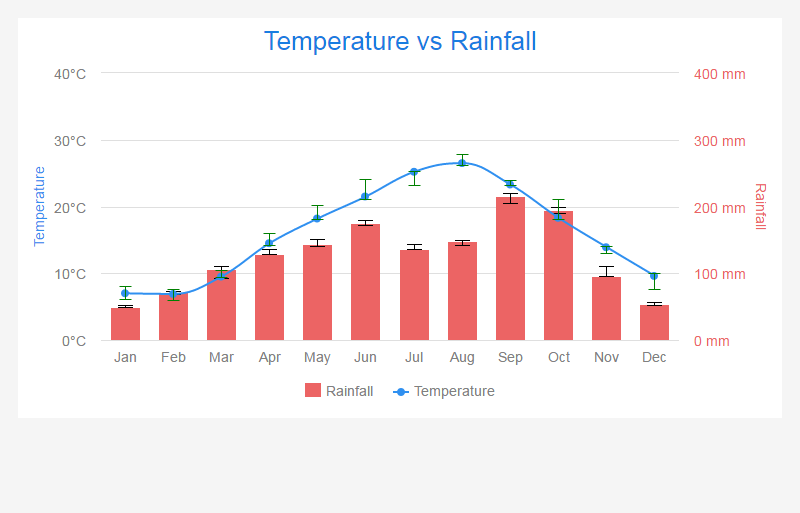 Temperature vs Rainfall
40°C
400 mm
30°C
300 mm
20°C
200 mm
10°C
100 mm
0°C
0 mm
Temperature
Rainfall
Jan Feb Mar Apr May Jun Jul Aug Sep Oct Nov Dec
Rainfall Temperature